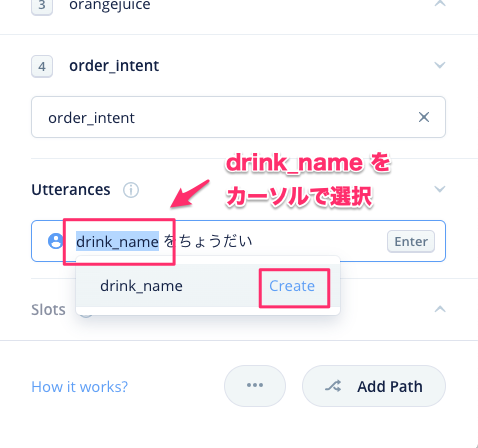 3 orangejuice
4 order_intent
order_intent
drink_name を
カーソルで選択
Utterances
drink_name をちょうだい Enter
drink_name Create
Slots
How it works? Add Path